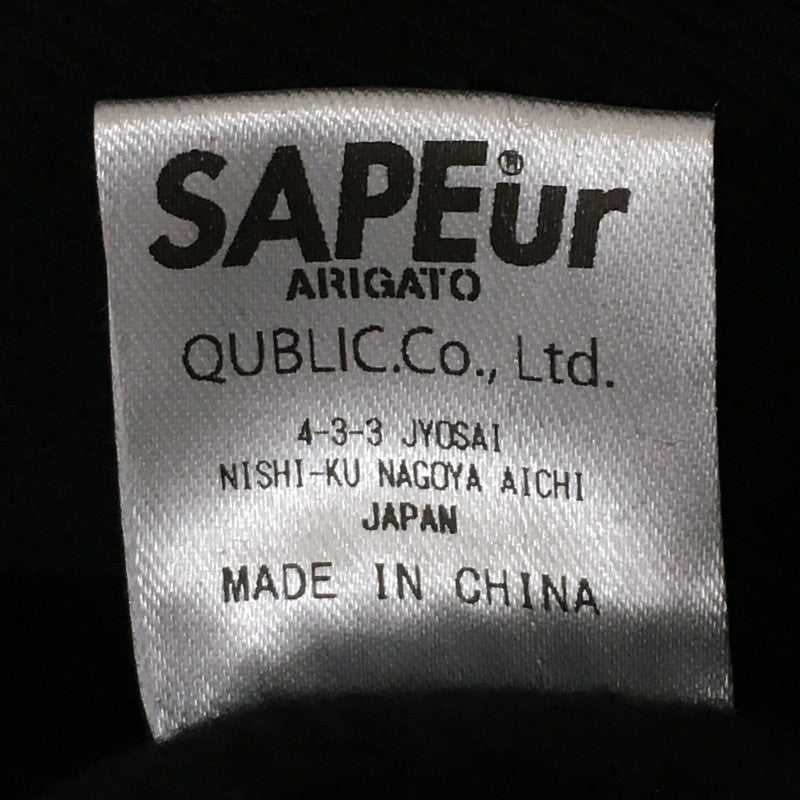 SAPEur®
ARIGATO
QUBLIC.Co., Ltd.
4-3-3 JYOSAI
NISHI-KU NAGOYA AICHI
JAPAN
MADE IN CHINA